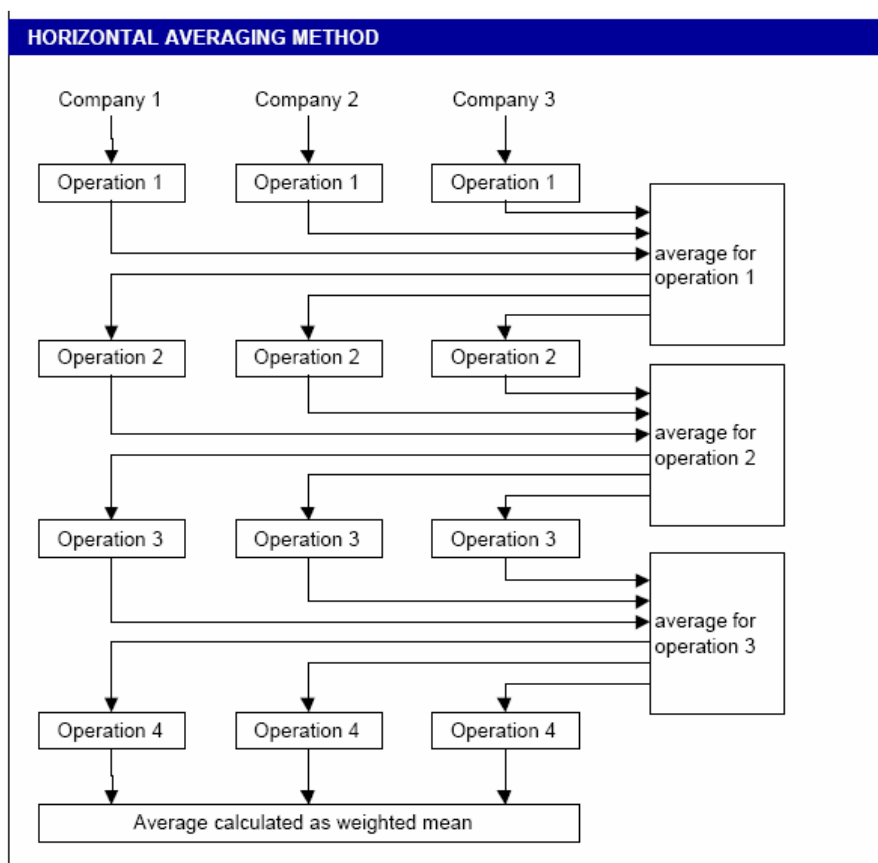 HORIZONTAL AVERAGING METHOD
Company 1
Company 2
Company 3
Operation 1
Operation 1
Operation 1
average for
operation 1
Operation 2
Operation 2
Operation 2
average for
operation 2
Operation 3
Operation 3
Operation 3
average for
operation 3
Operation 4
Operation 4
Operation 4
Average calculated as weighted mean